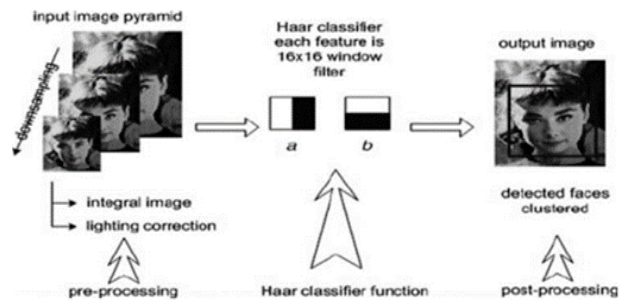 input image pyramid
downsampling
integral image
lighting correction
pre-processing
Haar classifier
each feature is
16x16 window
filter
a
b
Haar classifier function
output image
detected faces
clustered
post-processing